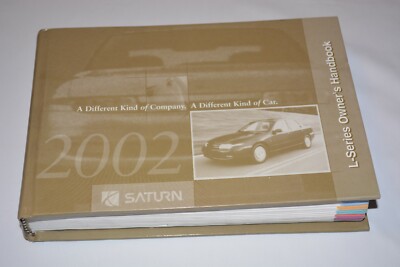 A Different Kind of Company. A Different Kind of Car.
2002
SATURN
L-Series Owner's Handbook